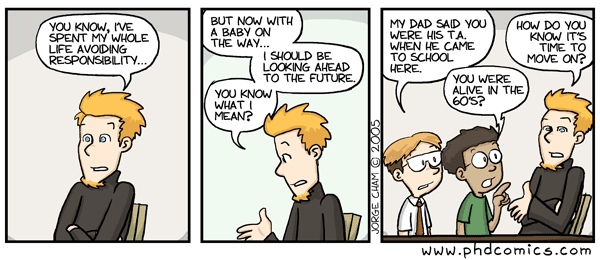 YOU KNOW, I'VE
SPENT MY WHOLE
LIFE AVOIDING
RESPONSIBILITY...
BUT NOW WITH
A BABY ON
THE WAY...
I SHOULD BE
LOOKING AHEAD
TO THE FUTURE.
YOU KNOW
WHAT I
MEAN?
JORGE CHAM © 2005
MY DAD SAID YOU
WERE HIS T.A.
WHEN HE CAME
TO SCHOOL
HERE.
YOU WERE
ALIVE IN THE
60'S?
HOW DO YOU
KNOW IT'S
TIME TO
MOVE ON?
www.phdcomics.com